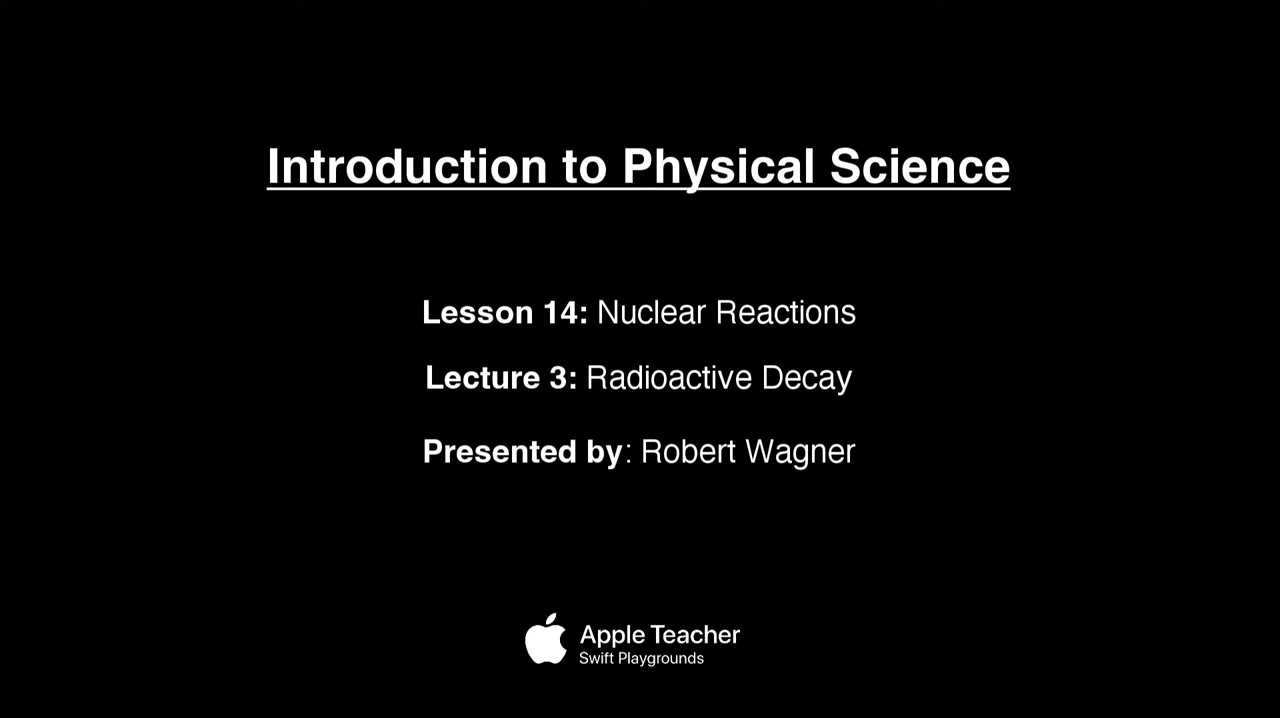 Introduction to Physical Science
Lesson 14: Nuclear Reactions
Lecture 3: Radioactive Decay
Presented by: Robert Wagner
Apple Teacher
Swift Playgrounds